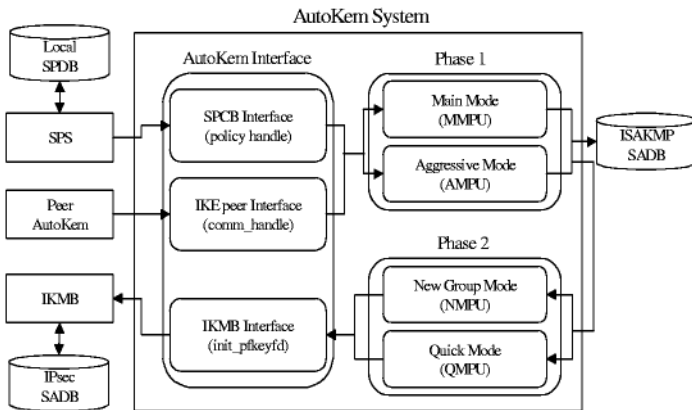 AutoKem System
Local
SPDB
SPS
Peer
AutoKem
IKMB
IPsec
SADB
AutoKem Interface
SPCB Interface
(policy handle)
IKE peer Interface
(comm_handle)
IKMB Interface
(init_pfkeyfd)
Phase 1
Main Mode
(MMPU)
Aggressive Mode
(AMPU)
Phase 2
New Group Mode
(NMPU)
Quick Mode
(QMPU)
ISAKMP
SADB